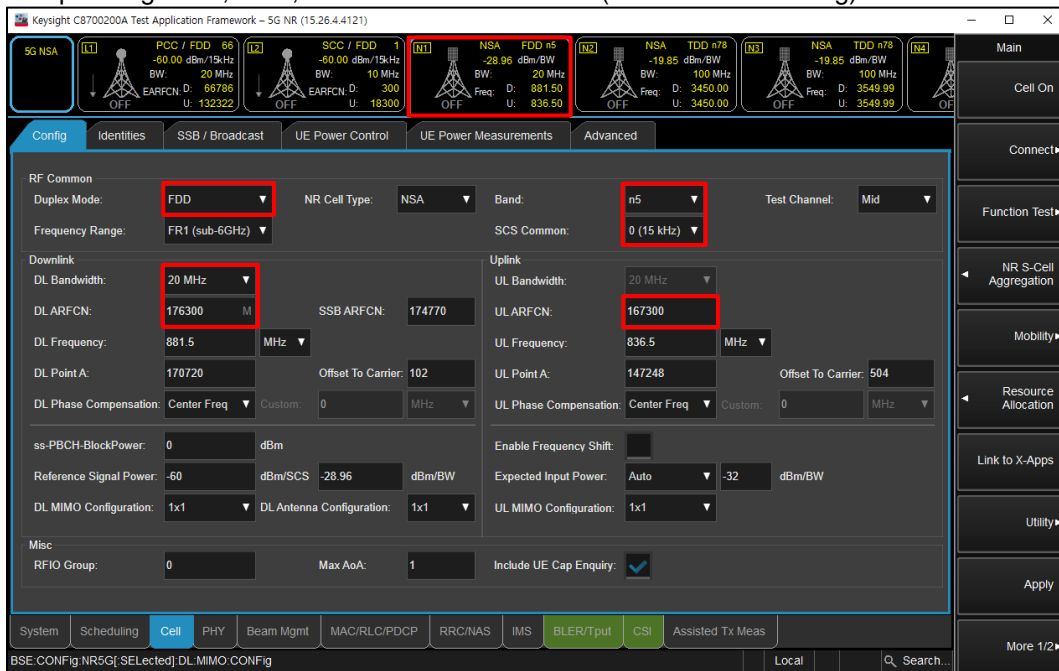 Keysight C8700200A Test Application Framework – 5G NR (15.26.4.4121)
5G NSA
L1 PCC / FDD 66
-60.00 dBm/15kHz
BW: 20 MHz
EARFCN: D: 66786
U: 132322
OFF
L2 SCC / FDD 1
-60.00 dBm/15kHz
BW: 10 MHz
EARFCN: D: 300
U: 18300
OFF
N1 NSA FDD n5
-28.96 dBm/BW
BW: 20 MHz
Freq: D: 881.50
U: 836.50
OFF
N2 NSA TDD n78
-19.85 dBm/BW
BW: 100 MHz
Freq: D: 3450.00
U: 3450.00
OFF
N3 NSA TDD n78
-19.85 dBm/BW
BW: 100 MHz
Freq: D: 3549.99
U: 3549.99
OFF
N4
Main
Cell On
Connect
Function Test
NR S-Cell
Aggregation
Mobility
Resource
Allocation
Link to X-Apps
Utility
Apply
More 1/2
Config Identities SSB / Broadcast UE Power Control UE Power Measurements Advanced
RF Common
Duplex Mode: FDD NR Cell Type: NSA Band: n5 Test Channel: Mid
Frequency Range: FR1 (sub-6GHz) SCS Common: 0 (15 kHz)
Downlink Uplink
DL Bandwidth: 20 MHz UL Bandwidth: 20 MHz
DL ARFCN: 176300 M SSB ARFCN: 174770 UL ARFCN: 167300
DL Frequency: 881.5 MHz UL Frequency: 836.5 MHz
DL Point A: 170720 Offset To Carrier: 102 UL Point A: 147248 Offset To Carrier: 504
DL Phase Compensation: Center Freq Custom: 0 MHz UL Phase Compensation: Center Freq Custom: 0 MHz
ss-PBCH-BlockPower: 0 dBm Enable Frequency Shift:
Reference Signal Power: -60 dBm/SCS -28.96 dBm/BW Expected Input Power: Auto -32 dBm/BW
DL MIMO Configuration: 1x1 DL Antenna Configuration: 1x1 UL MIMO Configuration: 1x1
Misc
RFIO Group: 0 Max AoA: 1 Include UE Cap Enquiry:
System Scheduling Cell PHY Beam Mgmt MAC/RLC/PDCP RRC/NAS IMS BLER/Tput CSI Assisted Tx Meas
BSE:CONFig:NR5G[:SELected]:DL:MIMO:CONFig Local Search...